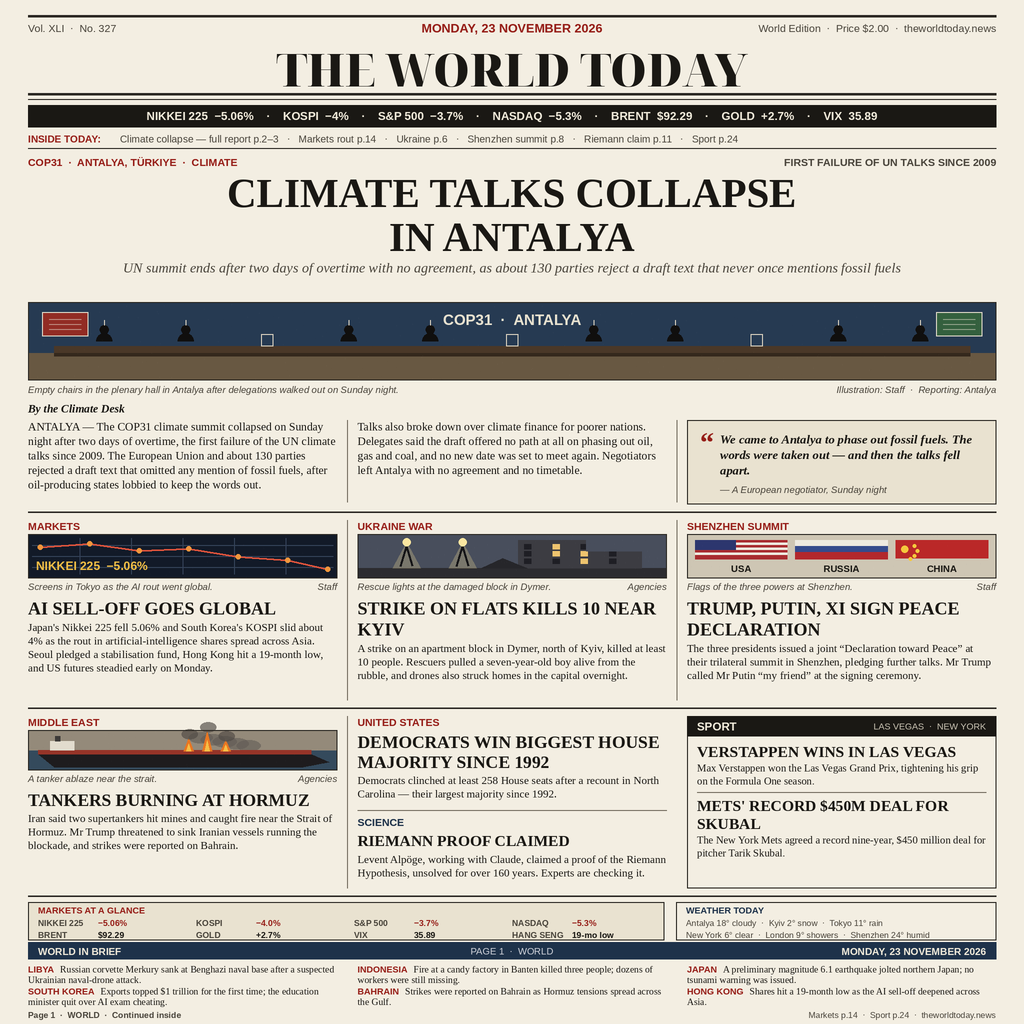 Vol. XLI · No. 327
MONDAY, 23 NOVEMBER 2026
World Edition · Price $2.00 · theworldtoday.news
THE WORLD TODAY
NIKKEI 225 −5.06% · KOSPI −4% · S&P 500 −3.7% · NASDAQ −5.3% · BRENT $92.29 · GOLD +2.7% · VIX 35.89
INSIDE TODAY: Climate collapse — full report p.2–3 · Markets rout p.14 · Ukraine p.6 · Shenzhen summit p.8 · Riemann claim p.11 · Sport p.24
COP31 · ANTALYA, TÜRKIYE · CLIMATE
FIRST FAILURE OF UN TALKS SINCE 2009
CLIMATE TALKS COLLAPSE
IN ANTALYA
UN summit ends after two days of overtime with no agreement, as about 130 parties reject a draft text that never once mentions fossil fuels
COP31 · ANTALYA
Empty chairs in the plenary hall in Antalya after delegations walked out on Sunday night.
Illustration: Staff · Reporting: Antalya
By the Climate Desk
ANTALYA — The COP31 climate summit collapsed on Sunday
night after two days of overtime, the first failure of the UN climate
talks since 2009. The European Union and about 130 parties
rejected a draft text that omitted any mention of fossil fuels, after
oil-producing states lobbied to keep the words out.
Talks also broke down over climate finance for poorer nations.
Delegates said the draft offered no path at all on phasing out oil,
gas and coal, and no new date was set to meet again. Negotiators
left Antalya with no agreement and no timetable.
“ We came to Antalya to phase out fossil fuels. The
words were taken out — and then the talks fell
apart.
— A European negotiator, Sunday night
MARKETS
NIKKEI 225 −5.06%
Screens in Tokyo as the AI rout went global.
Staff
AI SELL-OFF GOES GLOBAL
Japan's Nikkei 225 fell 5.06% and South Korea's KOSPI slid about
4% as the rout in artificial-intelligence shares spread across Asia.
Seoul pledged a stabilisation fund, Hong Kong hit a 19-month low,
and US futures steadied early on Monday.
UKRAINE WAR
Rescue lights at the damaged block in Dymer.
Agencies
STRIKE ON FLATS KILLS 10 NEAR
KYIV
A strike on an apartment block in Dymer, north of Kyiv, killed at least
10 people. Rescuers pulled a seven-year-old boy alive from the
rubble, and drones also struck homes in the capital overnight.
SHENZHEN SUMMIT
USA
RUSSIA
CHINA
Flags of the three powers at Shenzhen.
Staff
TRUMP, PUTIN, XI SIGN PEACE
DECLARATION
The three presidents issued a joint “Declaration toward Peace” at
their trilateral summit in Shenzhen, pledging further talks. Mr Trump
called Mr Putin “my friend” at the signing ceremony.
MIDDLE EAST
A tanker ablaze near the strait.
Agencies
TANKERS BURNING AT HORMUZ
Iran said two supertankers hit mines and caught fire near the Strait of
Hormuz. Mr Trump threatened to sink Iranian vessels running the
blockade, and strikes were reported on Bahrain.
UNITED STATES
DEMOCRATS WIN BIGGEST HOUSE
MAJORITY SINCE 1992
Democrats clinched at least 258 House seats after a recount in North
Carolina — their largest majority since 1992.
SCIENCE
RIEMANN PROOF CLAIMED
Levent Alpöge, working with Claude, claimed a proof of the Riemann
Hypothesis, unsolved for over 160 years. Experts are checking it.
SPORT
LAS VEGAS · NEW YORK
VERSTAPPEN WINS IN LAS VEGAS
Max Verstappen won the Las Vegas Grand Prix, tightening his grip
on the Formula One season.
METS' RECORD $450M DEAL FOR
SKUBAL
The New York Mets agreed a record nine-year, $450 million deal for
pitcher Tarik Skubal.
MARKETS AT A GLANCE
NIKKEI 225 −5.06% KOSPI −4.0% S&P 500 −3.7% NASDAQ −5.3%
BRENT $92.29 GOLD +2.7% VIX 35.89 HANG SENG 19-mo low
WEATHER TODAY
Antalya 18° cloudy · Kyiv 2° snow · Tokyo 11° rain
New York 6° clear · London 9° showers · Shenzhen 24° humid
WORLD IN BRIEF
PAGE 1 · WORLD
MONDAY, 23 NOVEMBER 2026
LIBYA Russian corvette Merkury sank at Benghazi naval base after a suspected
Ukrainian naval-drone attack.
SOUTH KOREA Exports topped $1 trillion for the first time; the education
minister quit over AI exam cheating.
INDONESIA Fire at a candy factory in Banten killed three people; dozens of
workers were still missing.
BAHRAIN Strikes were reported on Bahrain as Hormuz tensions spread across
the Gulf.
JAPAN A preliminary magnitude 6.1 earthquake jolted northern Japan; no
tsunami warning was issued.
HONG KONG Shares hit a 19-month low as the AI sell-off deepened across
Asia.
Page 1 · WORLD · Continued inside
Markets p.14 · Sport p.24 · theworldtoday.news